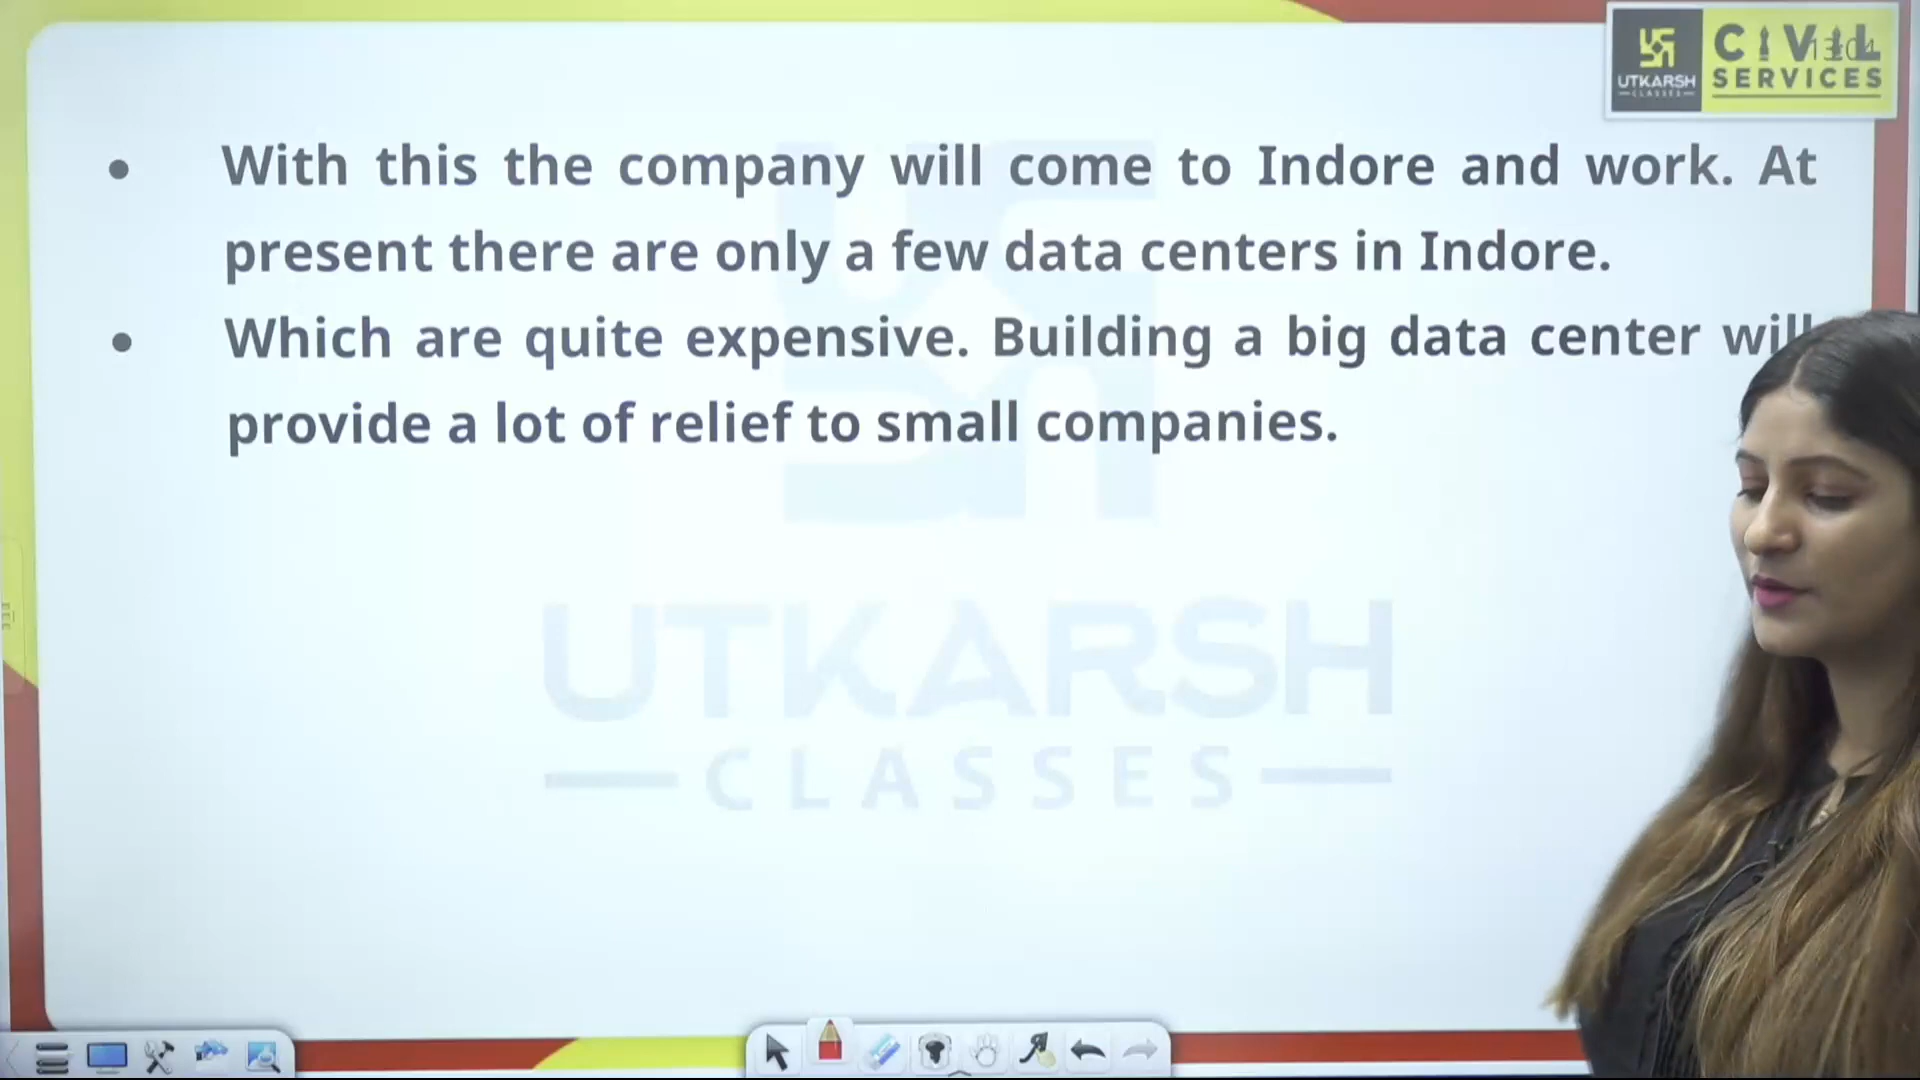 UTKARSH
CLASSES
CIVIL
SERVICES
With this the company will come to Indore and work. At
present there are only a few data centers in Indore.
Which are quite expensive. Building a big data center will
provide a lot of relief to small companies.
UTKARSH
CLASSES